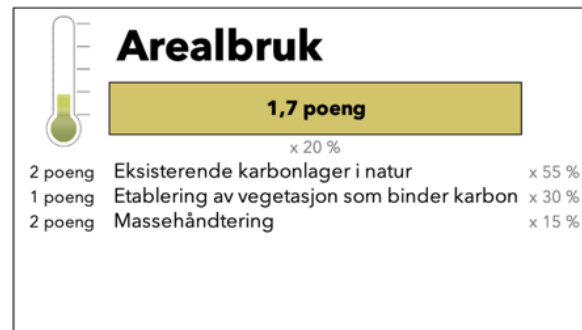 Arealbruk
1,7 poeng
x 20 %
2 poeng Eksisterende karbonlager i natur x 55 %
1 poeng Etablering av vegetasjon som binder karbon x 30 %
2 poeng Massehåndtering x 15 %